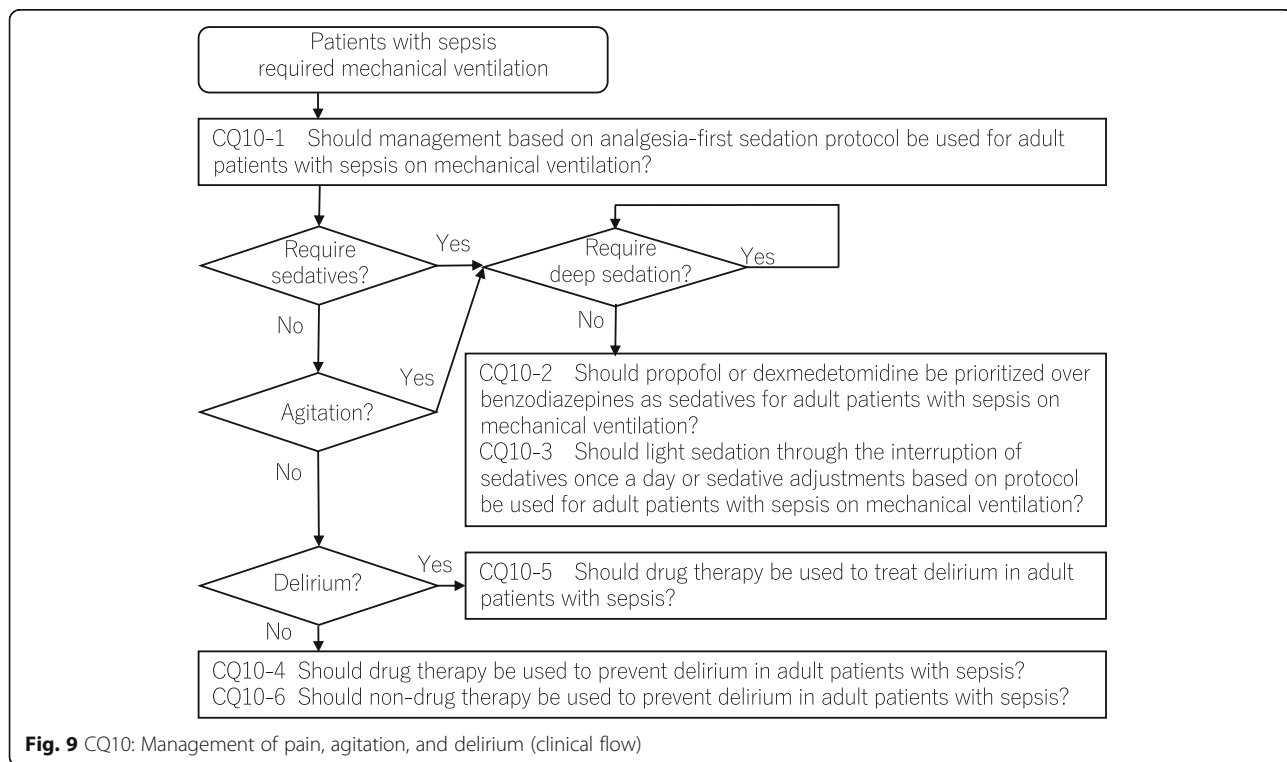 Patients with sepsis
required mechanical ventilation
CQ10-1 Should management based on analgesia-first sedation protocol be used for adult
patients with sepsis on mechanical ventilation?
Require
sedatives?
Yes
Require
deep sedation?
Yes
No
No
Agitation?
Yes
CQ10-2 Should propofol or dexmedetomidine be prioritized over
benzodiazepines as sedatives for adult patients with sepsis on
mechanical ventilation?
CQ10-3 Should light sedation through the interruption of
sedatives once a day or sedative adjustments based on protocol
be used for adult patients with sepsis on mechanical ventilation?
No
Delirium?
Yes
CQ10-5 Should drug therapy be used to treat delirium in adult
patients with sepsis?
No
CQ10-4 Should drug therapy be used to prevent delirium in adult patients with sepsis?
CQ10-6 Should non-drug therapy be used to prevent delirium in adult patients with sepsis?
Fig. 9 CQ10: Management of pain, agitation, and delirium (clinical flow)